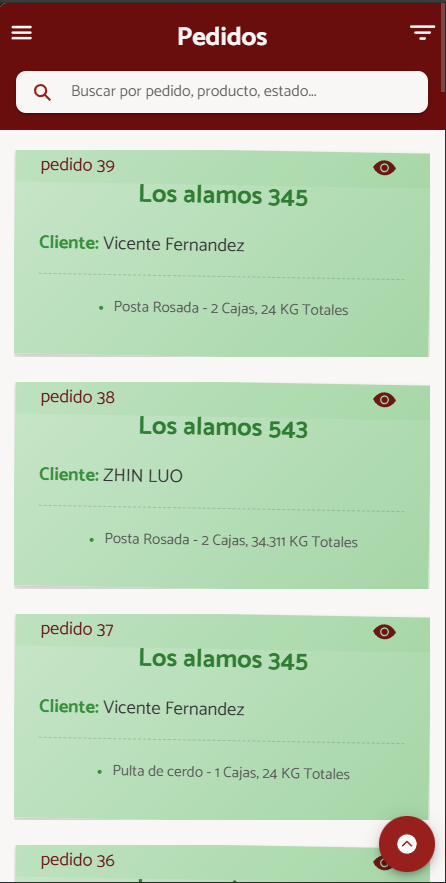 Pedidos
Buscar por pedido, producto, estado...
pedido 39
Los alamos 345
Cliente: Vicente Fernandez
• Posta Rosada - 2 Cajas, 24 KG Totales
pedido 38
Los alamos 543
Cliente: ZHIN LUO
• Posta Rosada - 2 Cajas, 34.311 KG Totales
pedido 37
Los alamos 345
Cliente: Vicente Fernandez
• Pulta de cerdo - 1 Cajas, 24 KG Totales
pedido 36